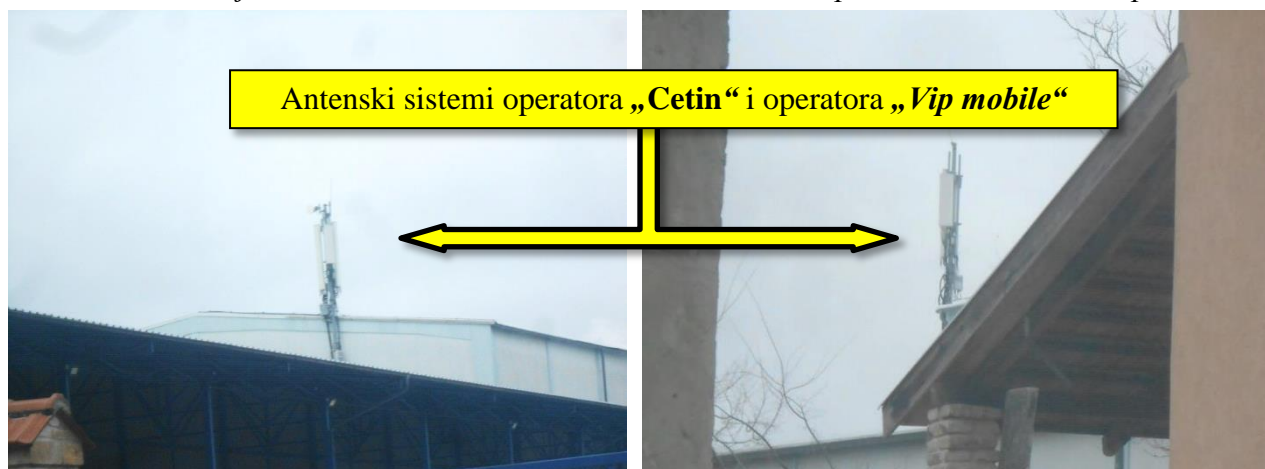 Antenski sistemi operatora „Cetin“ i operatora „Vip mobile“